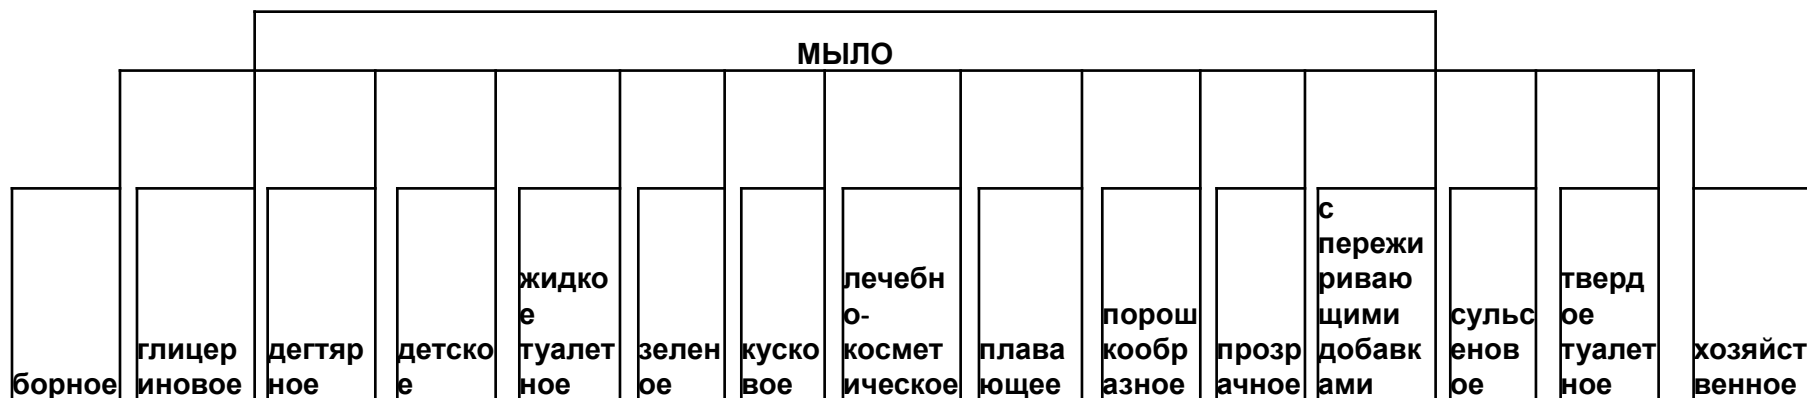 МЫЛО
борное
глицер
иновое
дегтяр
ное
детско
е
жидко
е
туалет
ное
зелен
ое
куско
вое
лечебн
о-
космет
ическое
плава
ющее
порош
кообр
азное
прозр
ачное
с
пережи
риваю
щими
добавк
ами
сульс
енов
ое
тверд
ое
туалет
ное
хозяйст
венное